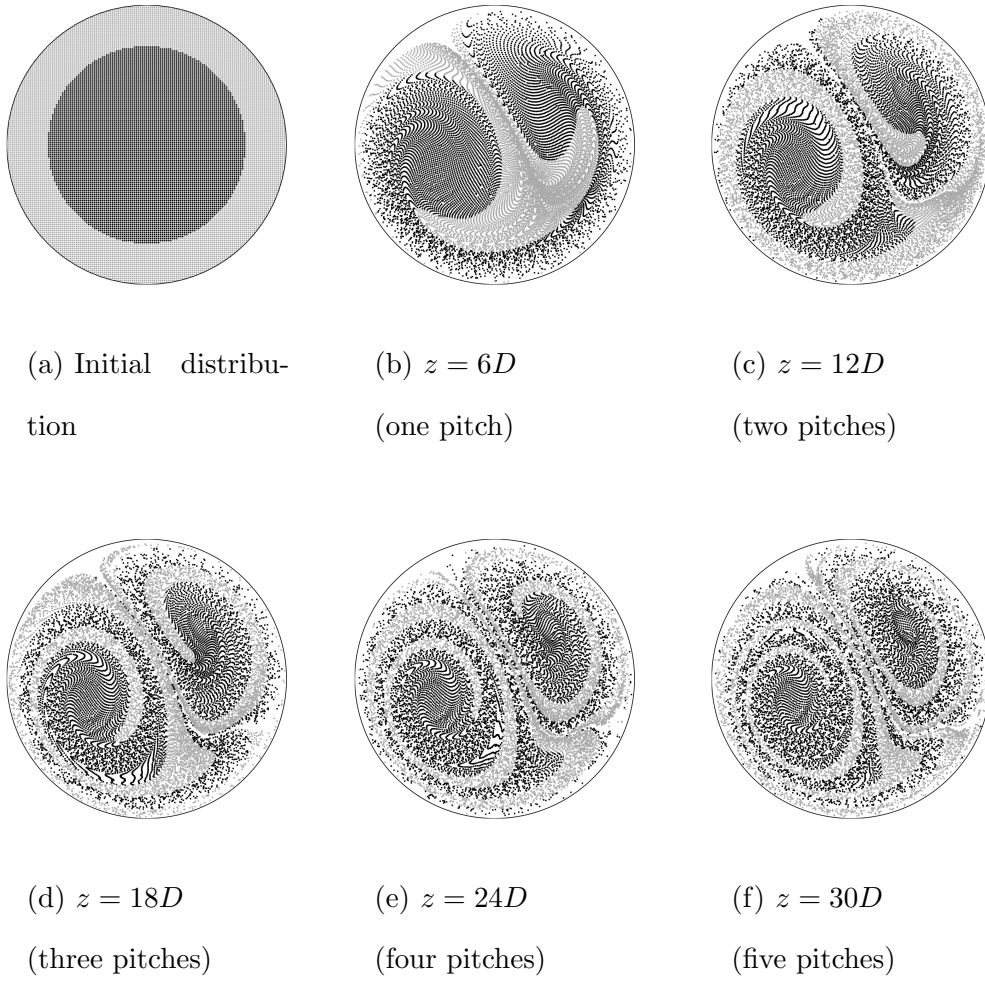 (a) Initial distribu-
tion
(b) z = 6D
(one pitch)
(c) z = 12D
(two pitches)
(d) z = 18D
(three pitches)
(e) z = 24D
(four pitches)
(f) z = 30D
(five pitches)